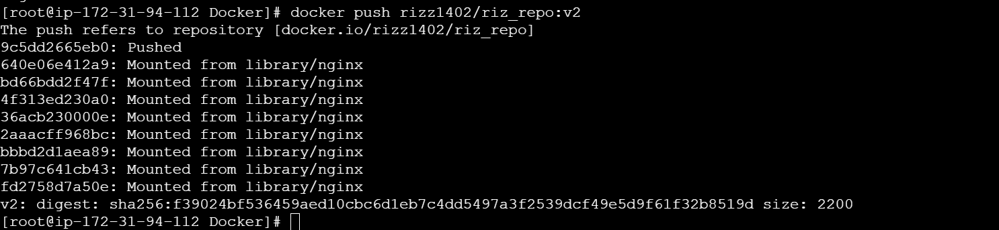 [root@ip-172-31-94-112 Docker]# docker push rizz1402/riz_repo:v2
The push refers to repository [docker.io/rizz1402/riz_repo]
9c5dd2665eb0: Pushed
640e06e412a9: Mounted from library/nginx
bd66bdd2f47f: Mounted from library/nginx
4f313ed230a0: Mounted from library/nginx
36acb230000e: Mounted from library/nginx
2aaacff968bc: Mounted from library/nginx
bbbd2d1aea89: Mounted from library/nginx
7b97c641cb43: Mounted from library/nginx
fd2758d7a50e: Mounted from library/nginx
v2: digest: sha256:f39024bf536459aed10cbc6d1eb7c4dd5497a3f2539dcf49e5d9f61f32b8519d size: 2200
[root@ip-172-31-94-112 Docker]#